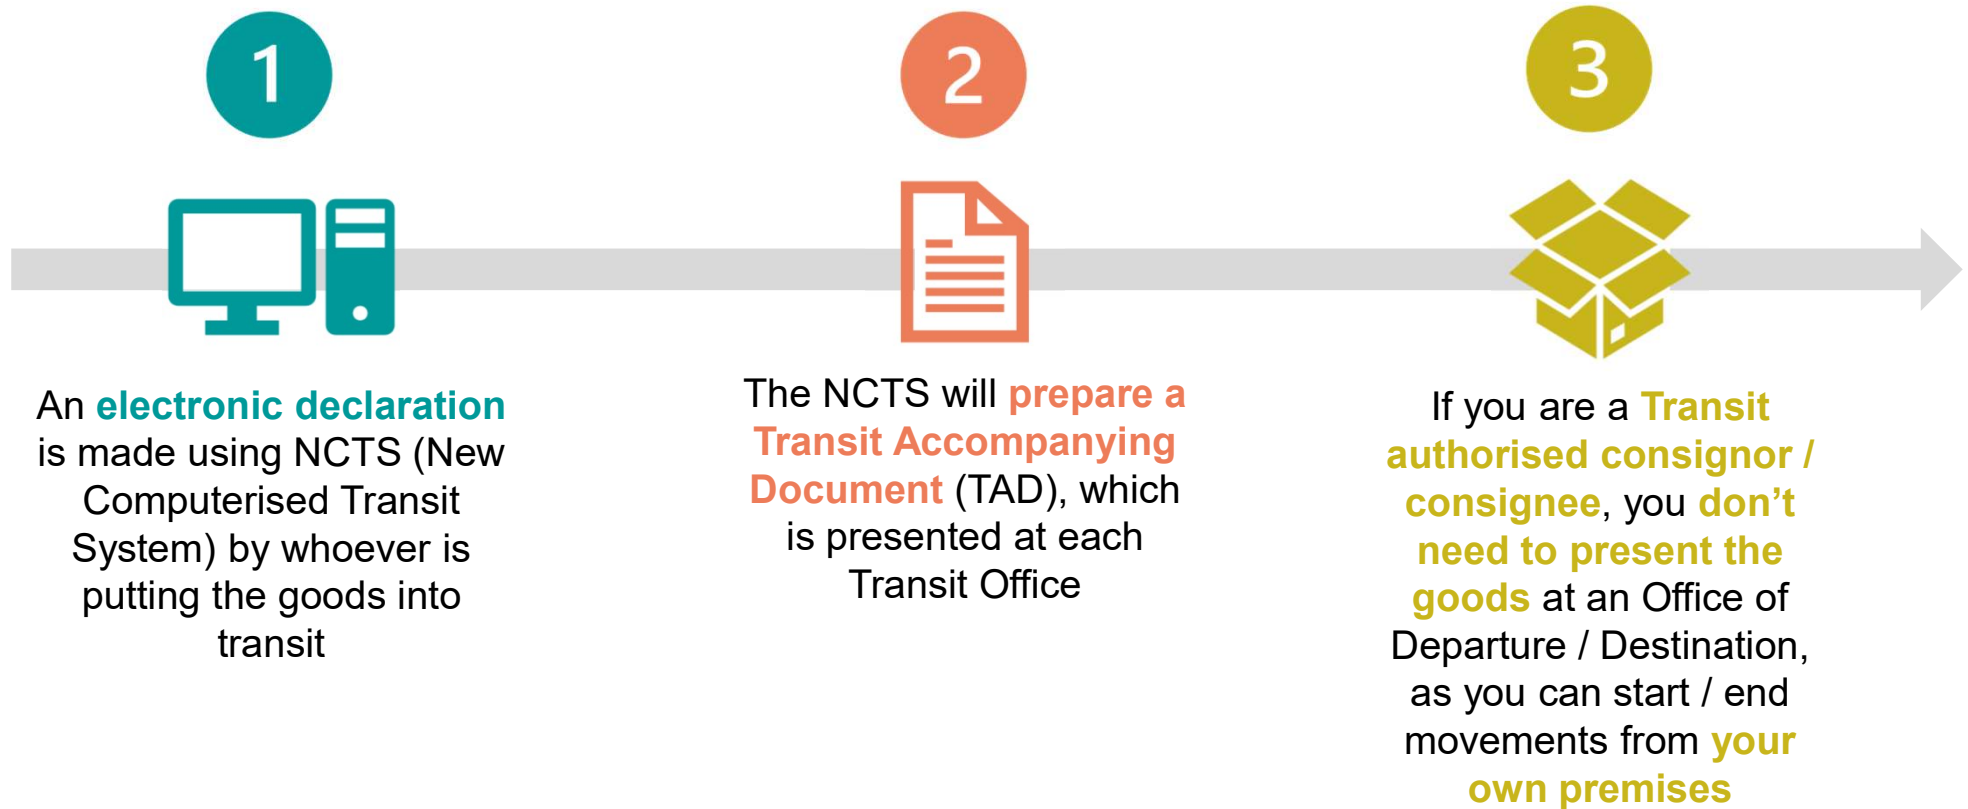 1
An electronic declaration
is made using NCTS (New
Computerised Transit
System) by whoever is
putting the goods into
transit
2
The NCTS will prepare a
Transit Accompanying
Document (TAD), which
is presented at each
Transit Office
3
If you are a Transit
authorised consignor /
consignee, you don’t
need to present the
goods at an Office of
Departure / Destination,
as you can start / end
movements from your
own premises